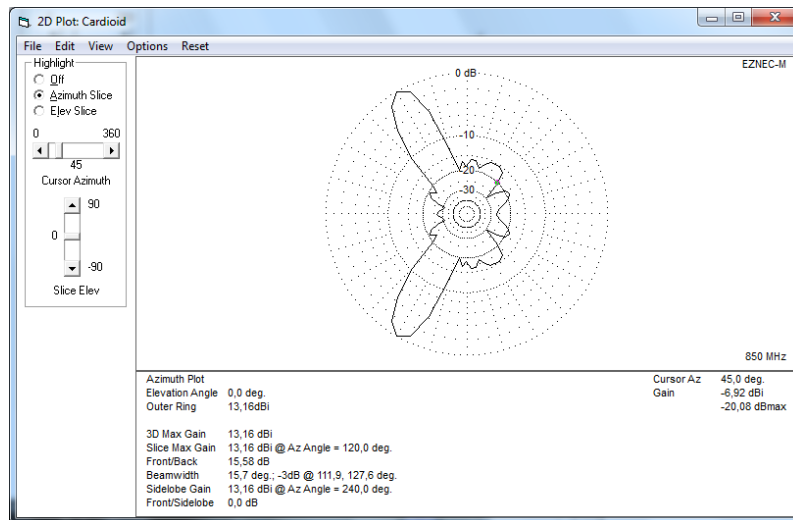 2D Plot: Cardioid
File Edit View Options Reset
Highlight
Off
Azimuth Slice
Elev Slice
0 360
45
Cursor Azimuth
90
0
-90
Slice Elev
EZNEC-M
0 dB
-10
-20
-30
850 MHz
Azimuth Plot
Elevation Angle 0,0 deg.
Outer Ring 13,16dBi
3D Max Gain 13,16 dBi
Slice Max Gain 13,16 dBi @ Az Angle = 120,0 deg.
Front/Back 15,58 dB
Beamwidth 15,7 deg.; -3dB @ 111,9, 127,6 deg.
Sidelobe Gain 13,16 dBi @ Az Angle = 240,0 deg.
Front/Sidelobe 0,0 dB
Cursor Az 45,0 deg.
Gain -6,92 dBi
-20,08 dBmax